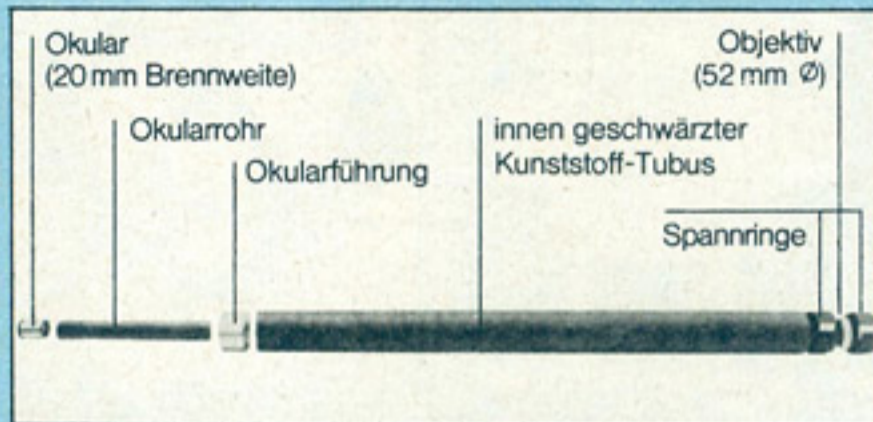 Okular
(20 mm Brennweite)
Objektiv
(52 mm Ø)
Okularrohr
innen geschwärzter
Kunststoff-Tubus
Okularführung
Spannringe